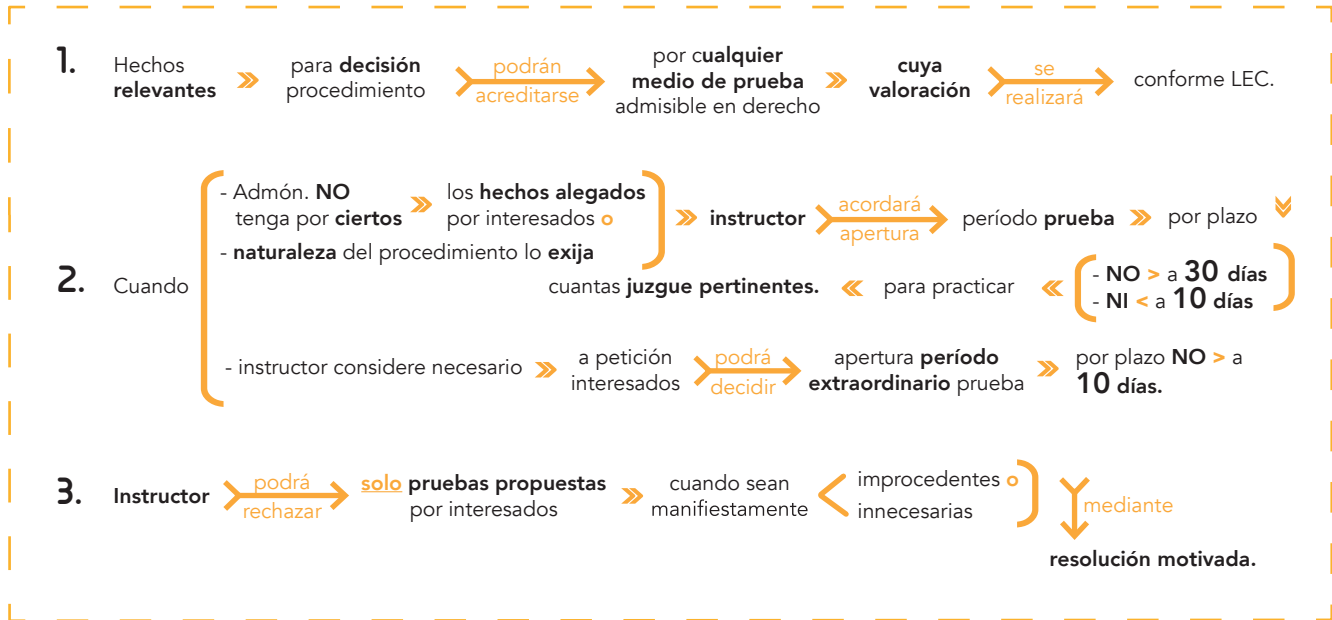 1. Hechos relevantes » para decisión procedimiento podrán acreditarse por cualquier medio de prueba admisible en derecho » cuya valoración se realizará conforme LEC.
2. Cuando
- Admón. NO tenga por ciertos » los hechos alegados por interesados o
- naturaleza del procedimiento lo exija
» instructor acordará apertura período prueba » por plazo
- NO > a 30 días
- NI < a 10 días
« para practicar « cuantas juzgue pertinentes.
- instructor considere necesario » a petición interesados podrá decidir apertura período extraordinario prueba » por plazo NO > a 10 días.
3. Instructor podrá rechazar solo pruebas propuestas por interesados » cuando sean manifiestamente < improcedentes o
innecesarias
mediante
resolución motivada.